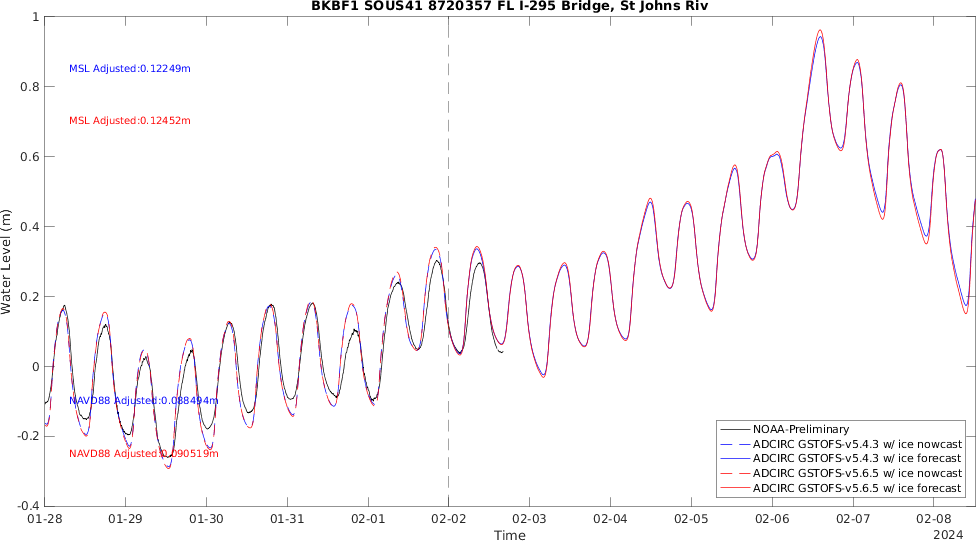 BKBF1 SOUS41 8720357 FL I-295 Bridge, St Johns Riv
1
0.8
0.6
0.4
0.2
0
-0.2
-0.4
Water Level (m)
MSL Adjusted:0.12249m
MSL Adjusted:0.12452m
NAVD88 Adjusted:0.088494m
NAVD88 Adjusted:0.090519m
NOAA-Preliminary
ADCIRC GSTOFS-v5.4.3 w/ ice nowcast
ADCIRC GSTOFS-v5.4.3 w/ ice forecast
ADCIRC GSTOFS-v5.6.5 w/ ice nowcast
ADCIRC GSTOFS-v5.6.5 w/ ice forecast
01-28 01-29 01-30 01-31 02-01 02-02 02-03 02-04 02-05 02-06 02-07 02-08
Time
2024